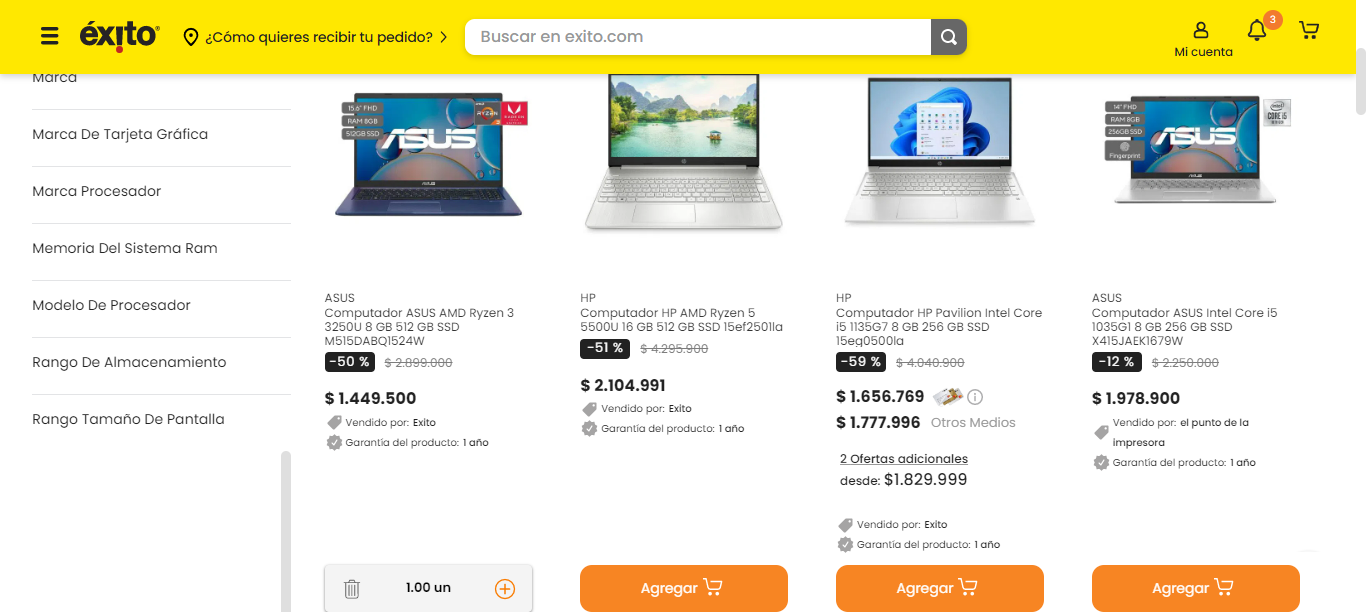 éxito
¿Cómo quieres recibir tu pedido?
Buscar en exito.com
3
Mi cuenta
Marca
Marca De Tarjeta Gráfica
Marca Procesador
Memoria Del Sistema Ram
Modelo De Procesador
Rango De Almacenamiento
Rango Tamaño De Pantalla
15.6" FHD
RAM 8GB
512GB SSD
ASUS
AMD
RYZEN
3
ASUS
Computador ASUS AMD Ryzen 3
3250U 8 GB 512 GB SSD
M515DABQ1524W
-50 % $ 2.899.000
$ 1.449.500
Vendido por: Exito
Garantía del producto: 1 año
1.00 un
HP
Computador HP AMD Ryzen 5
5500U 16 GB 512 GB SSD 15ef2501la
-51 % $ 4.295.900
$ 2.104.991
Vendido por: Exito
Garantía del producto: 1 año
Agregar
HP
Computador HP Pavilion Intel Core
i5 1135G7 8 GB 256 GB SSD
15eg0500la
-59 % $ 4.040.900
$ 1.656.769
$ 1.777.996 Otros Medios
2 Ofertas adicionales
desde: $1.829.999
Vendido por: Exito
Garantía del producto: 1 año
Agregar
14" FHD
RAM 8GB
256GB SSD
Fingerprint
ASUS
intel
CORE i5
ASUS
Computador ASUS Intel Core i5
1035G1 8 GB 256 GB SSD
X415JAEK1679W
-12 % $ 2.250.000
$ 1.978.900
Vendido por: el punto de la
impresora
Garantía del producto: 1 año
Agregar